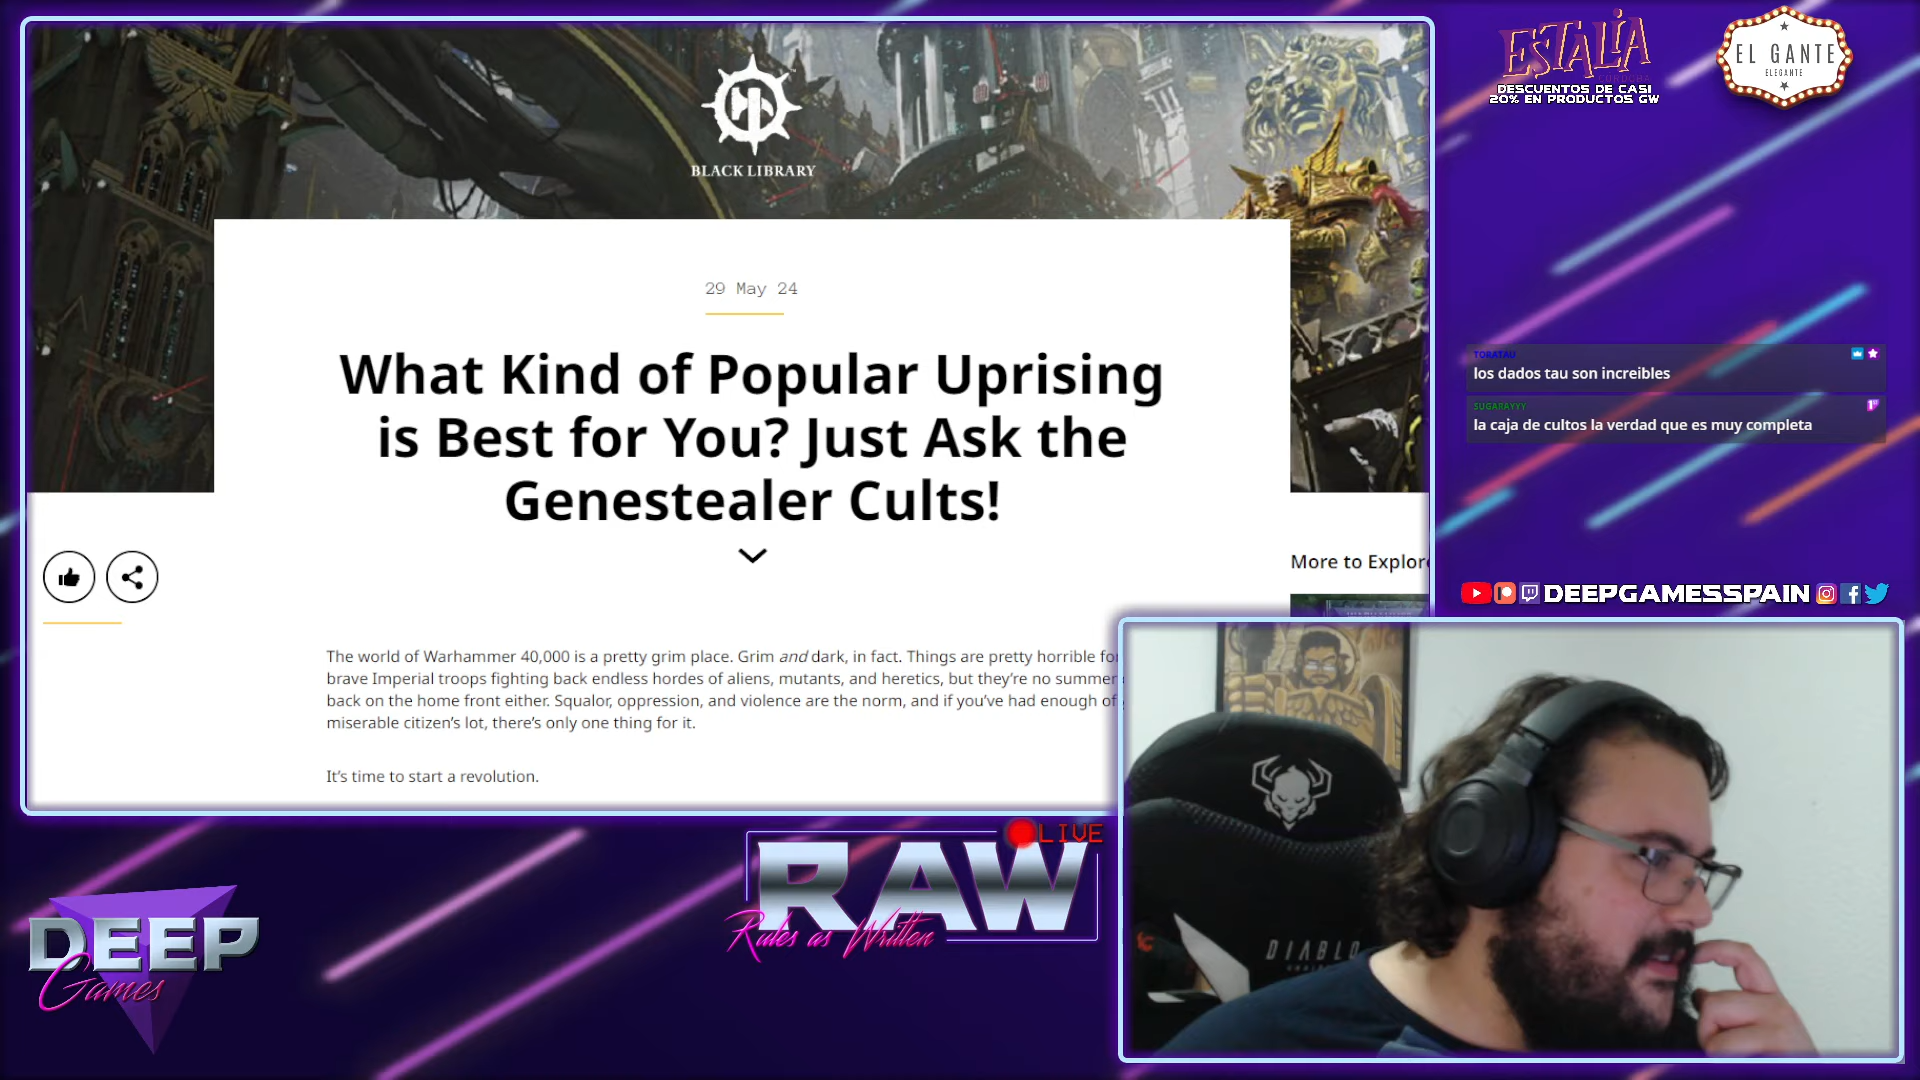 BLACK LIBRARY
29 May 24
What Kind of Popular Uprising
is Best for You? Just Ask the
Genestealer Cults!
More to Explor
The world of Warhammer 40,000 is a pretty grim place. Grim and dark, in fact. Things are pretty horrible for
brave Imperial troops fighting back endless hordes of aliens, mutants, and heretics, but they're no summer
back on the home front either. Squalor, oppression, and violence are the norm, and if you've had enough of
miserable citizen's lot, there's only one thing for it.
It's time to start a revolution.
ESTALIA
CÓRDOBA
DESCUENTOS DE CASI
20% EN PRODUCTOS GW
EL GANTE
ELEGANTE
TORATAU
los dados tau son increibles
SUGARAYYY
la caja de cultos la verdad que es muy completa
DEEPGAMESSPAIN
LIVE
RAW
Rules as Written
DEEP
Games
DIABLO